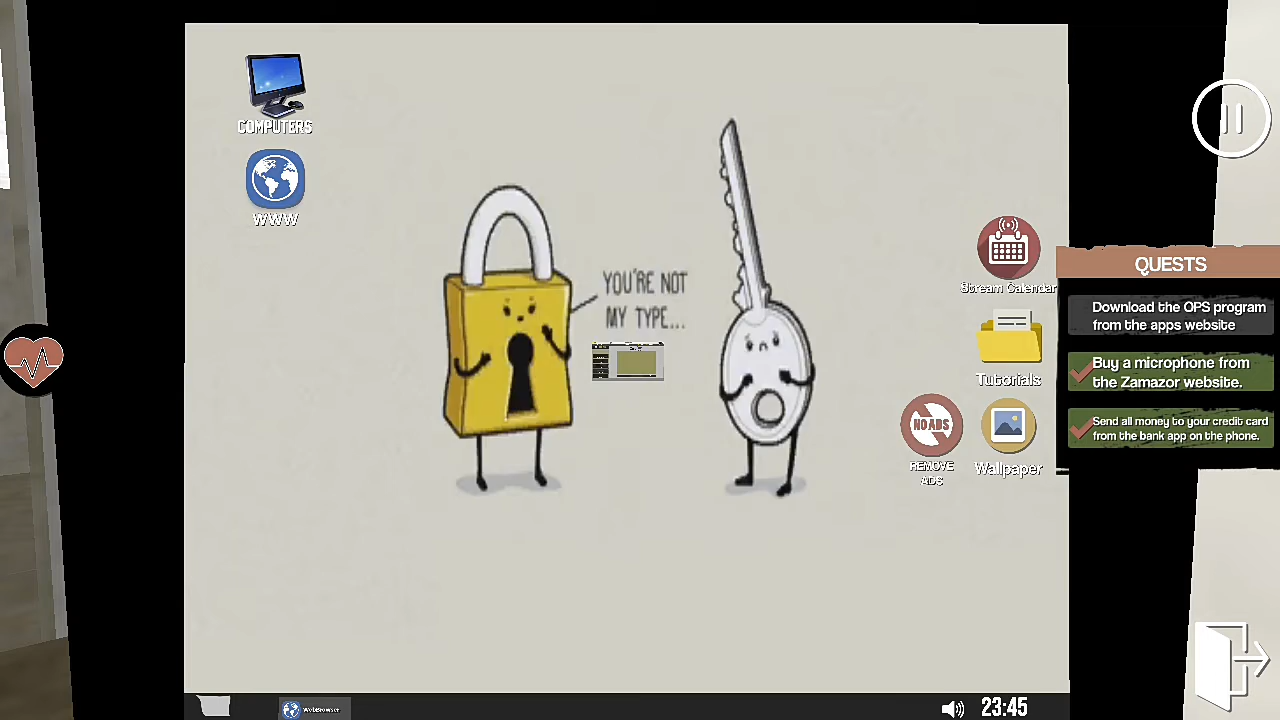 COMPUTERS
WWW
YOU'RE NOT
MY TYPE...
Stream Calendar
Tutorials
NO ADS
REMOVE
ADS
Wallpaper
QUESTS
Download the OPS program
from the apps website
Buy a microphone from
the Zamazor website.
Send all money to your credit card
from the bank app on the phone.
WebBrowser
23:45